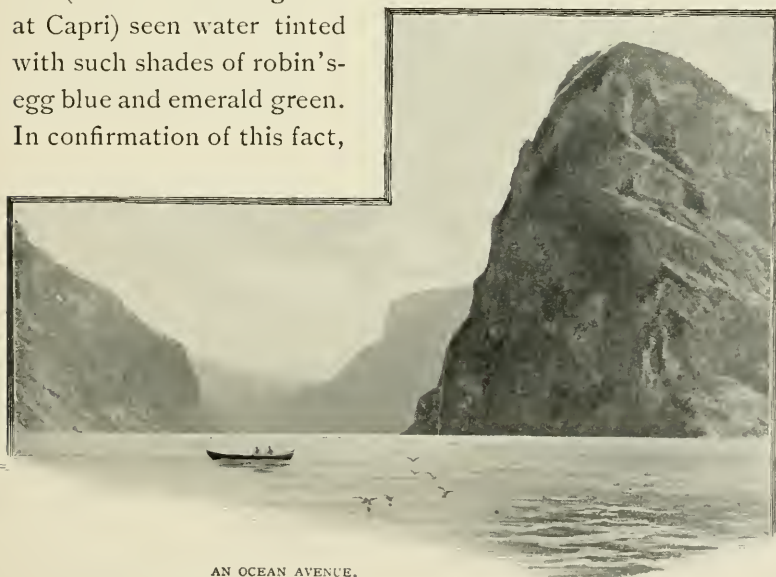 at Capri) seen water tinted
with such shades of robin's-
egg blue and emerald green.
In confirmation of this fact,
AN OCEAN AVENUE.